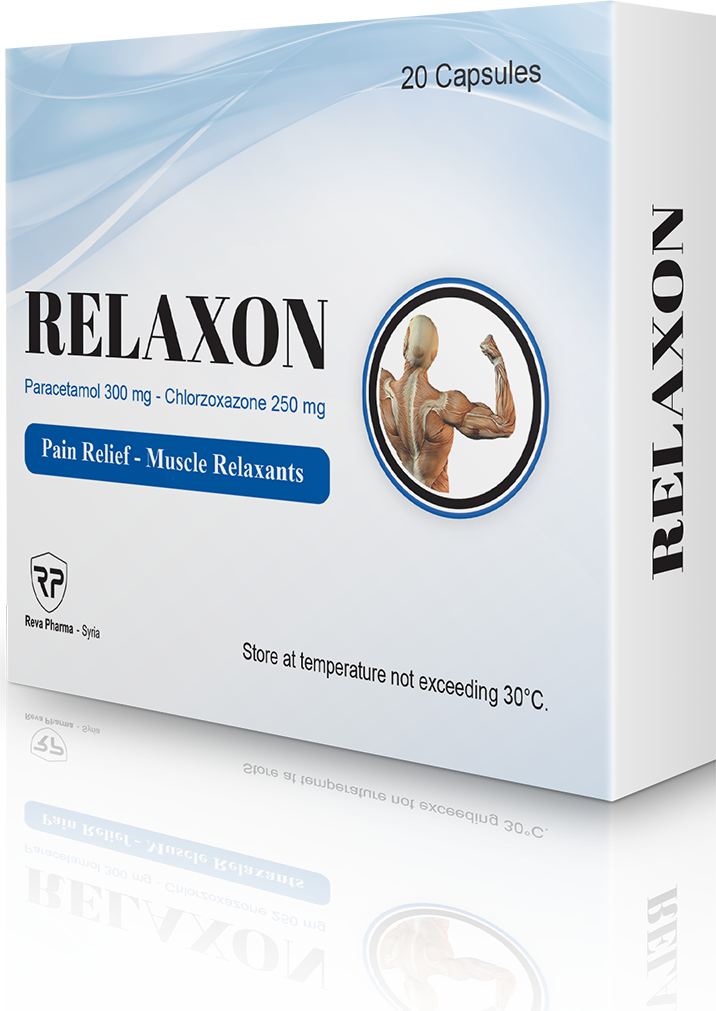 20 Capsules
RELAXON
Paracetamol 300 mg - Chlorzoxazone 250 mg
Pain Relief - Muscle Relaxants
RP
Reva Pharma - Syria
Store at temperature not exceeding 30°C.
RELAXON